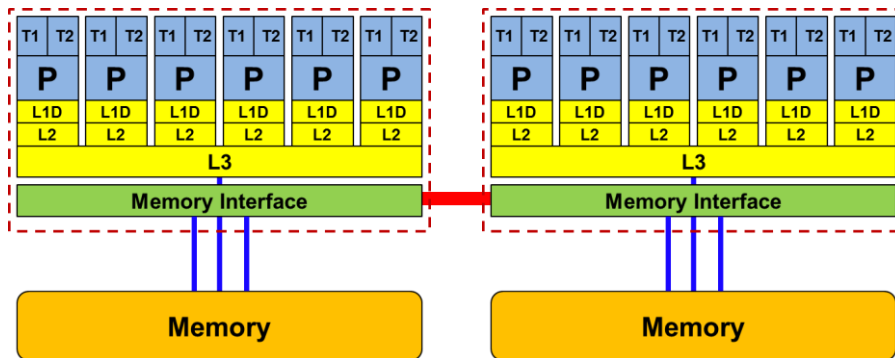 T1 T2 T1 T2 T1 T2 T1 T2 T1 T2 T1 T2 T1 T2 T1 T2 T1 T2 T1 T2 T1 T2 T1 T2
P P P P P P P P P P P P
L1D L1D L1D L1D L1D L1D L1D L1D L1D L1D L1D L1D
L2 L2 L2 L2 L2 L2 L2 L2 L2 L2 L2 L2
L3 L3
Memory Interface Memory Interface
Memory Memory